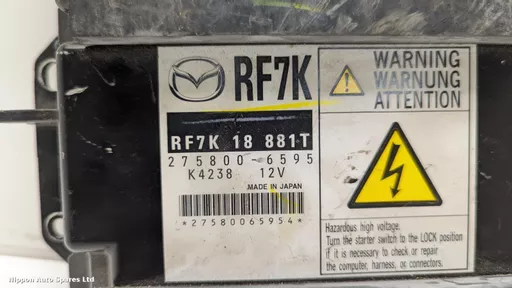 RF7K
RF7K 18 881-T
275800-6595
K4238 12V
MADE IN JAPAN
*27580065954*
WARNING
WARNUNG
ATTENTION
Hazardous high voltage.
Turn the starter switch to the LOCK position
if it is necessary to check or repair
the computer, harness, or connectors.
Nippon Auto Spares Ltd